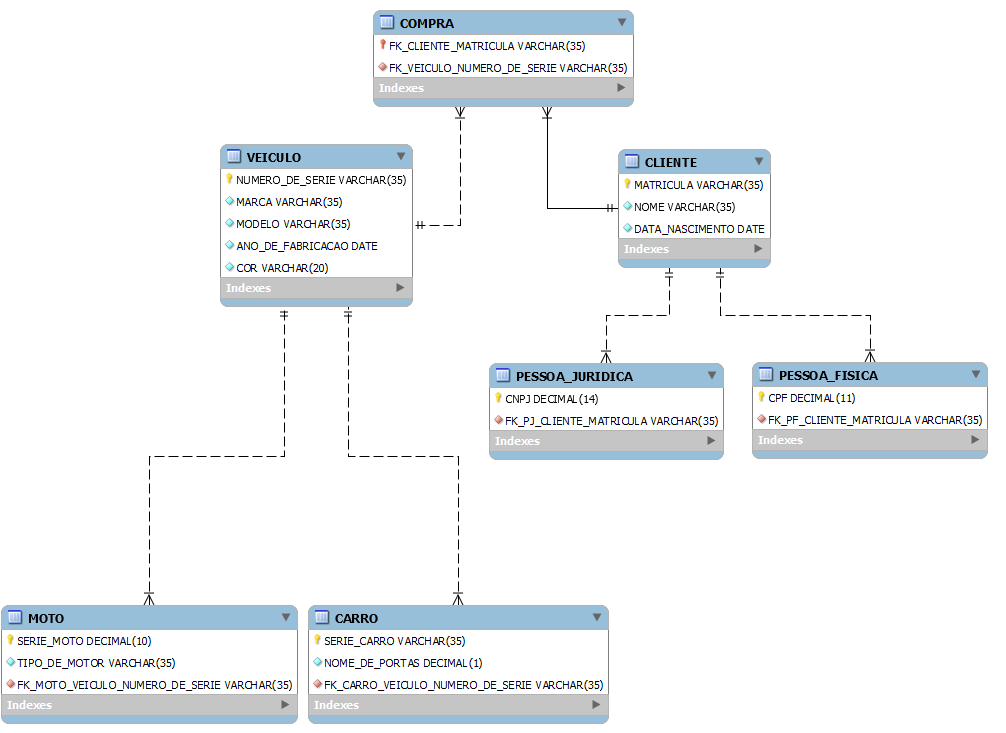 COMPRA
FK_CLIENTE_MATRICULA VARCHAR(35)
FK_VEICULO_NUMERO_DE_SERIE VARCHAR(35)
Indexes
VEICULO
NUMERO_DE_SERIE VARCHAR(35)
MARCA VARCHAR(35)
MODELO VARCHAR(35)
ANO_DE_FABRICACAO DATE
COR VARCHAR(20)
Indexes
CLIENTE
MATRICULA VARCHAR(35)
NOME VARCHAR(35)
DATA_NASCIMENTO DATE
Indexes
PESSOA_JURIDICA
CNPJ DECIMAL(14)
FK_PJ_CLIENTE_MATRICULA VARCHAR(35)
Indexes
PESSOA_FISICA
CPF DECIMAL(11)
FK_PF_CLIENTE_MATRICULA VARCHAR(35)
Indexes
MOTO
SERIE_MOTO DECIMAL(10)
TIPO_DE_MOTOR VARCHAR(35)
FK_MOTO_VEICULO_NUMERO_DE_SERIE VARCHAR(35)
Indexes
CARRO
SERIE_CARRO VARCHAR(35)
NOME_DE_PORTAS DECIMAL(1)
FK_CARRO_VEICULO_NUMERO_DE_SERIE VARCHAR(35)
Indexes